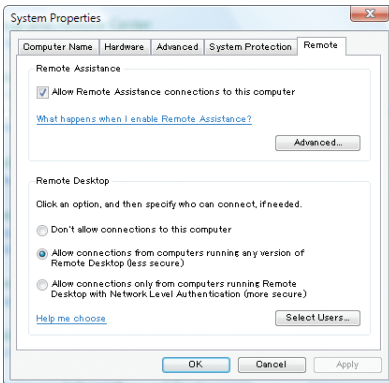 System Properties
Computer Name
Hardware
Advanced
System Protection
Remote
Remote Assistance
Allow Remote Assistance connections to this computer
What happens when I enable Remote Assistance?
Advanced...
Remote Desktop
Click an option, and then specify who can connect, if needed.
Don't allow connections to this computer
Allow connections from computers running any version of
Remote Desktop (less secure)
Allow connections only from computers running Remote
Desktop with Network Level Authentication (more secure)
Help me choose
Select Users...
OK
Cancel
Apply